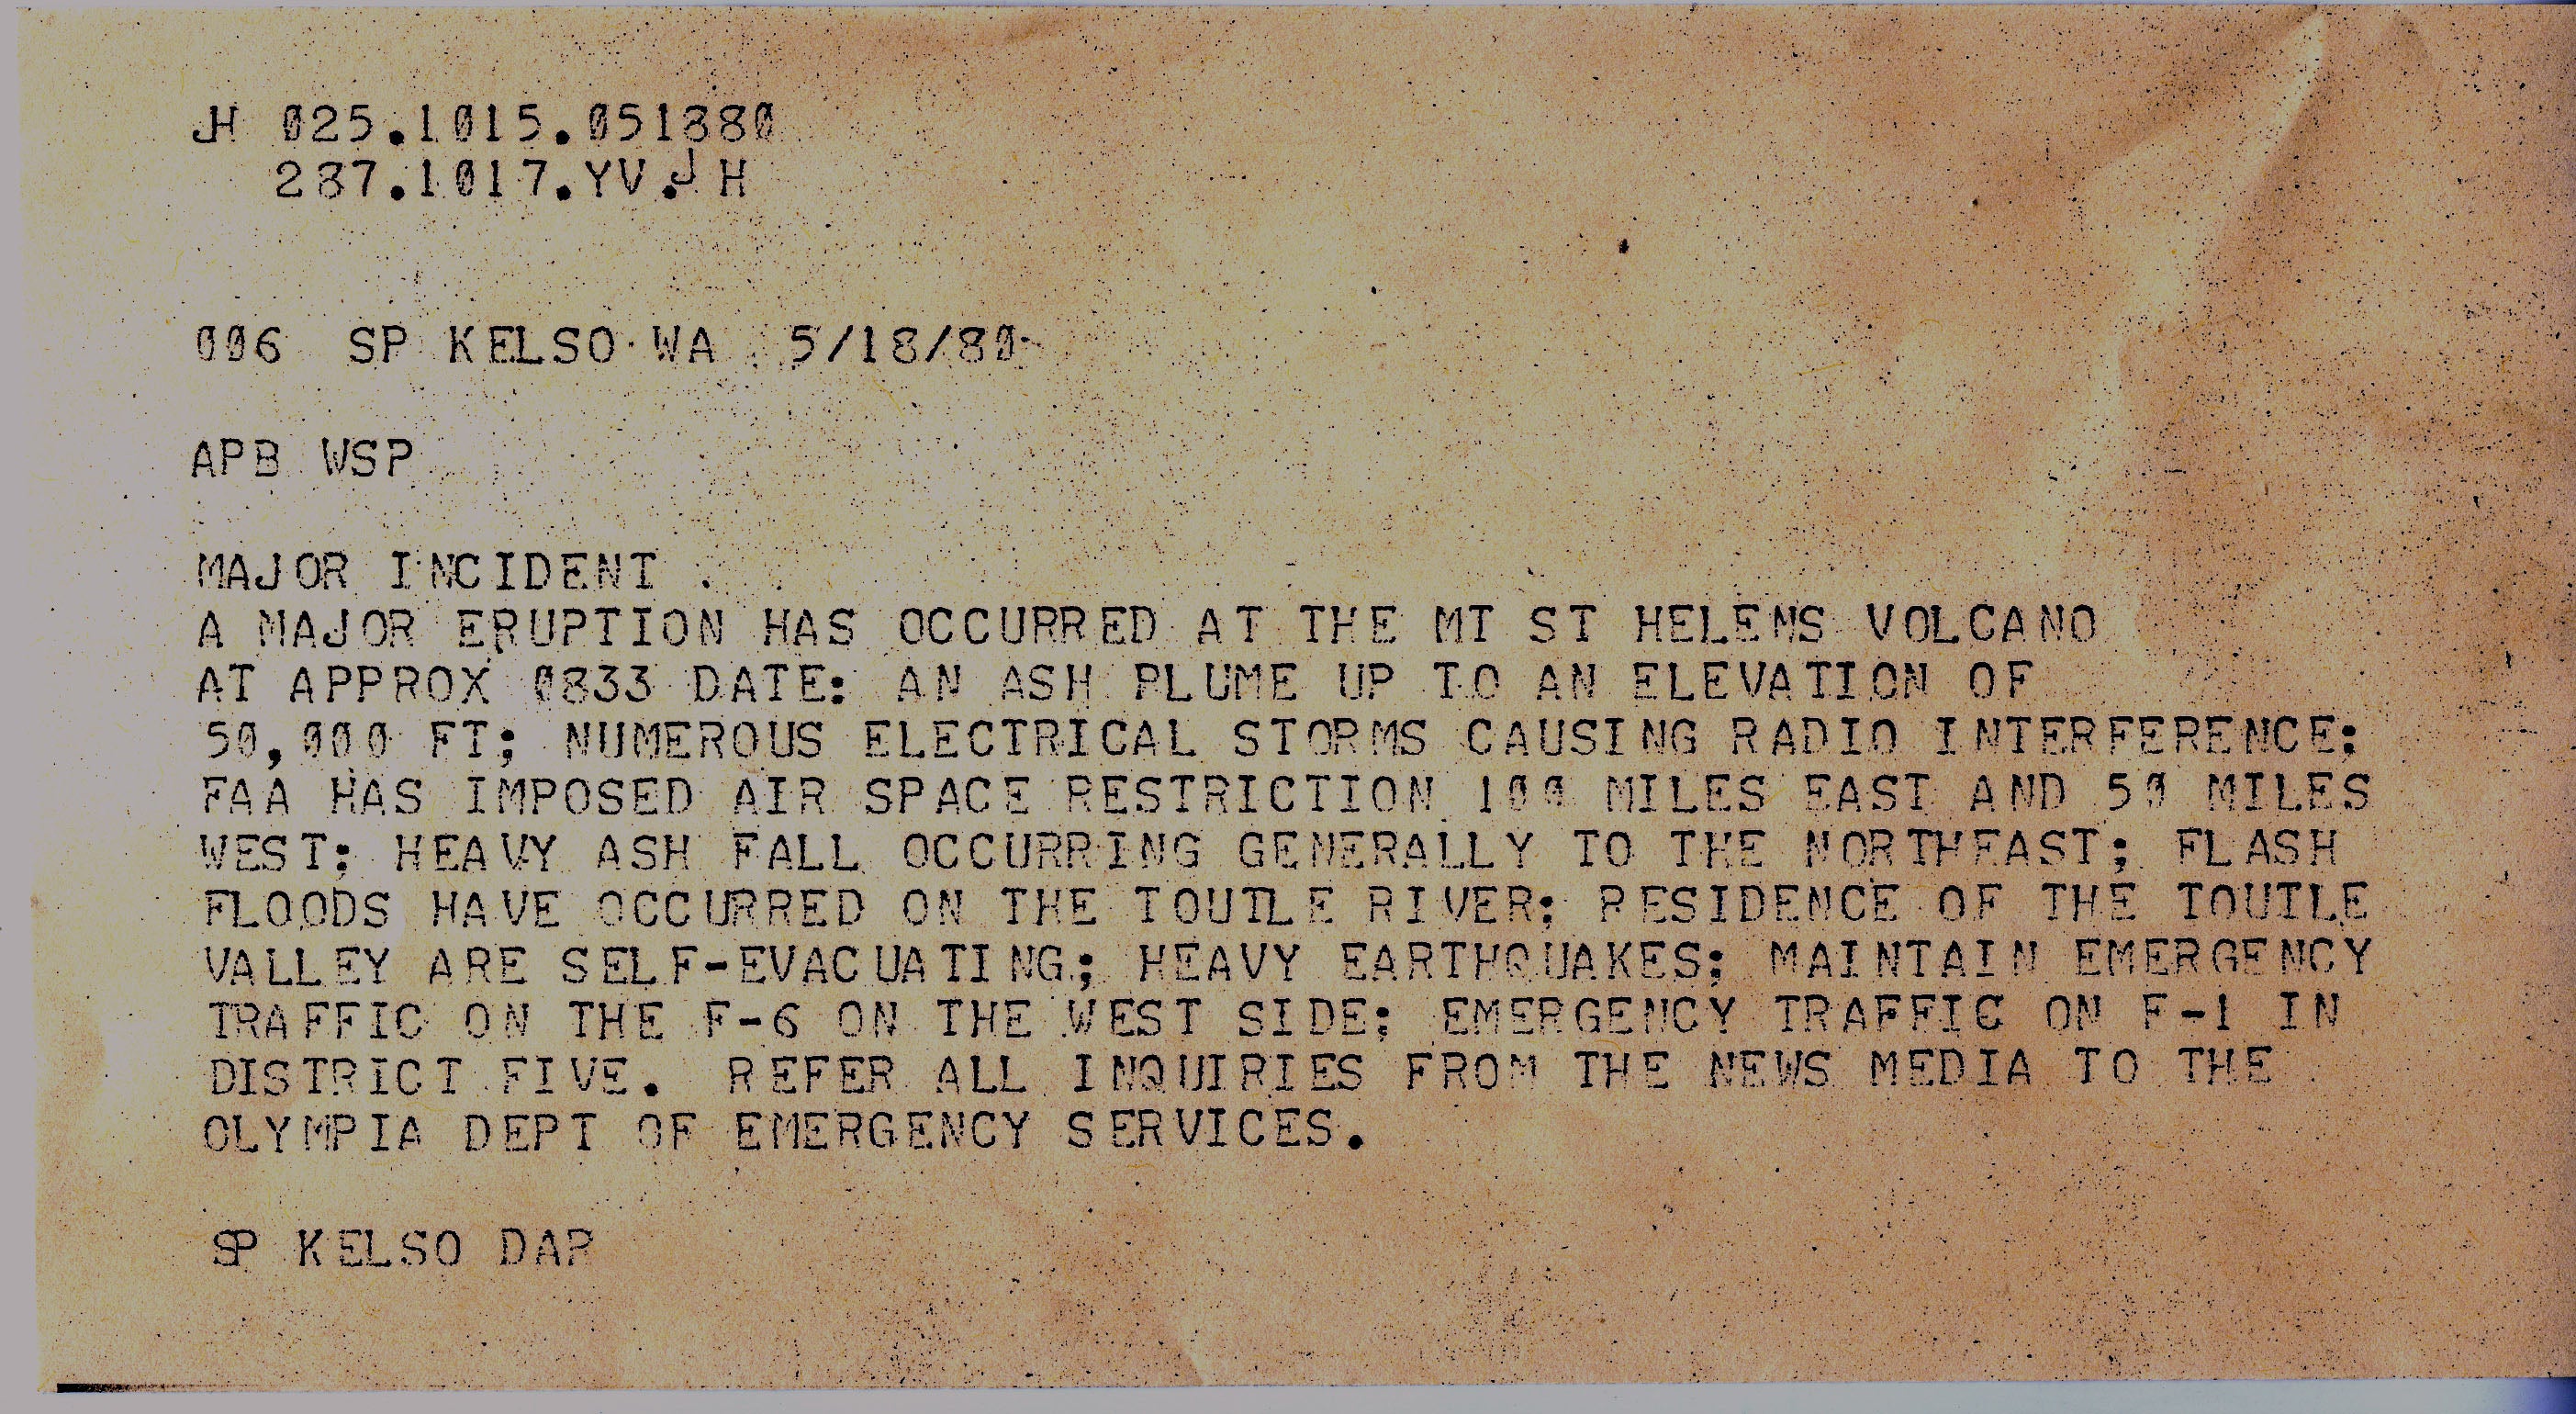 JH 025.1015.051880
287.1017.YV.JH
006 SP KELSO WA 5/18/80
APB WSP
MAJOR INCIDENT
A MAJOR ERUPTION HAS OCCURRED AT THE MT ST HELENS VOLCANO
AT APPROX 0833 DATE: AN ASH PLUME UP TO AN ELEVATION OF
50,000 FT; NUMEROUS ELECTRICAL STORMS CAUSING RADIO INTERFERENCE;
FAA HAS IMPOSED AIR SPACE RESTRICTION 100 MILES EAST AND 50 MILES
WEST; HEAVY ASH FALL OCCURRING GENERALLY TO THE NORTHEAST; FLASH
FLOODS HAVE OCCURRED ON THE TOUTLE RIVER; RESIDENCE OF THE TOUTLE
VALLEY ARE SELF-EVACUATING; HEAVY EARTHQUAKES; MAINTAIN EMERGENCY
TRAFFIC ON THE F-6 ON THE WEST SIDE; EMERGENCY TRAFFIC ON F-1 IN
DISTRICT FIVE. REFER ALL INQUIRIES FROM THE NEWS MEDIA TO THE
OLYMPIA DEPT OF EMERGENCY SERVICES.
SP KELSO DAP